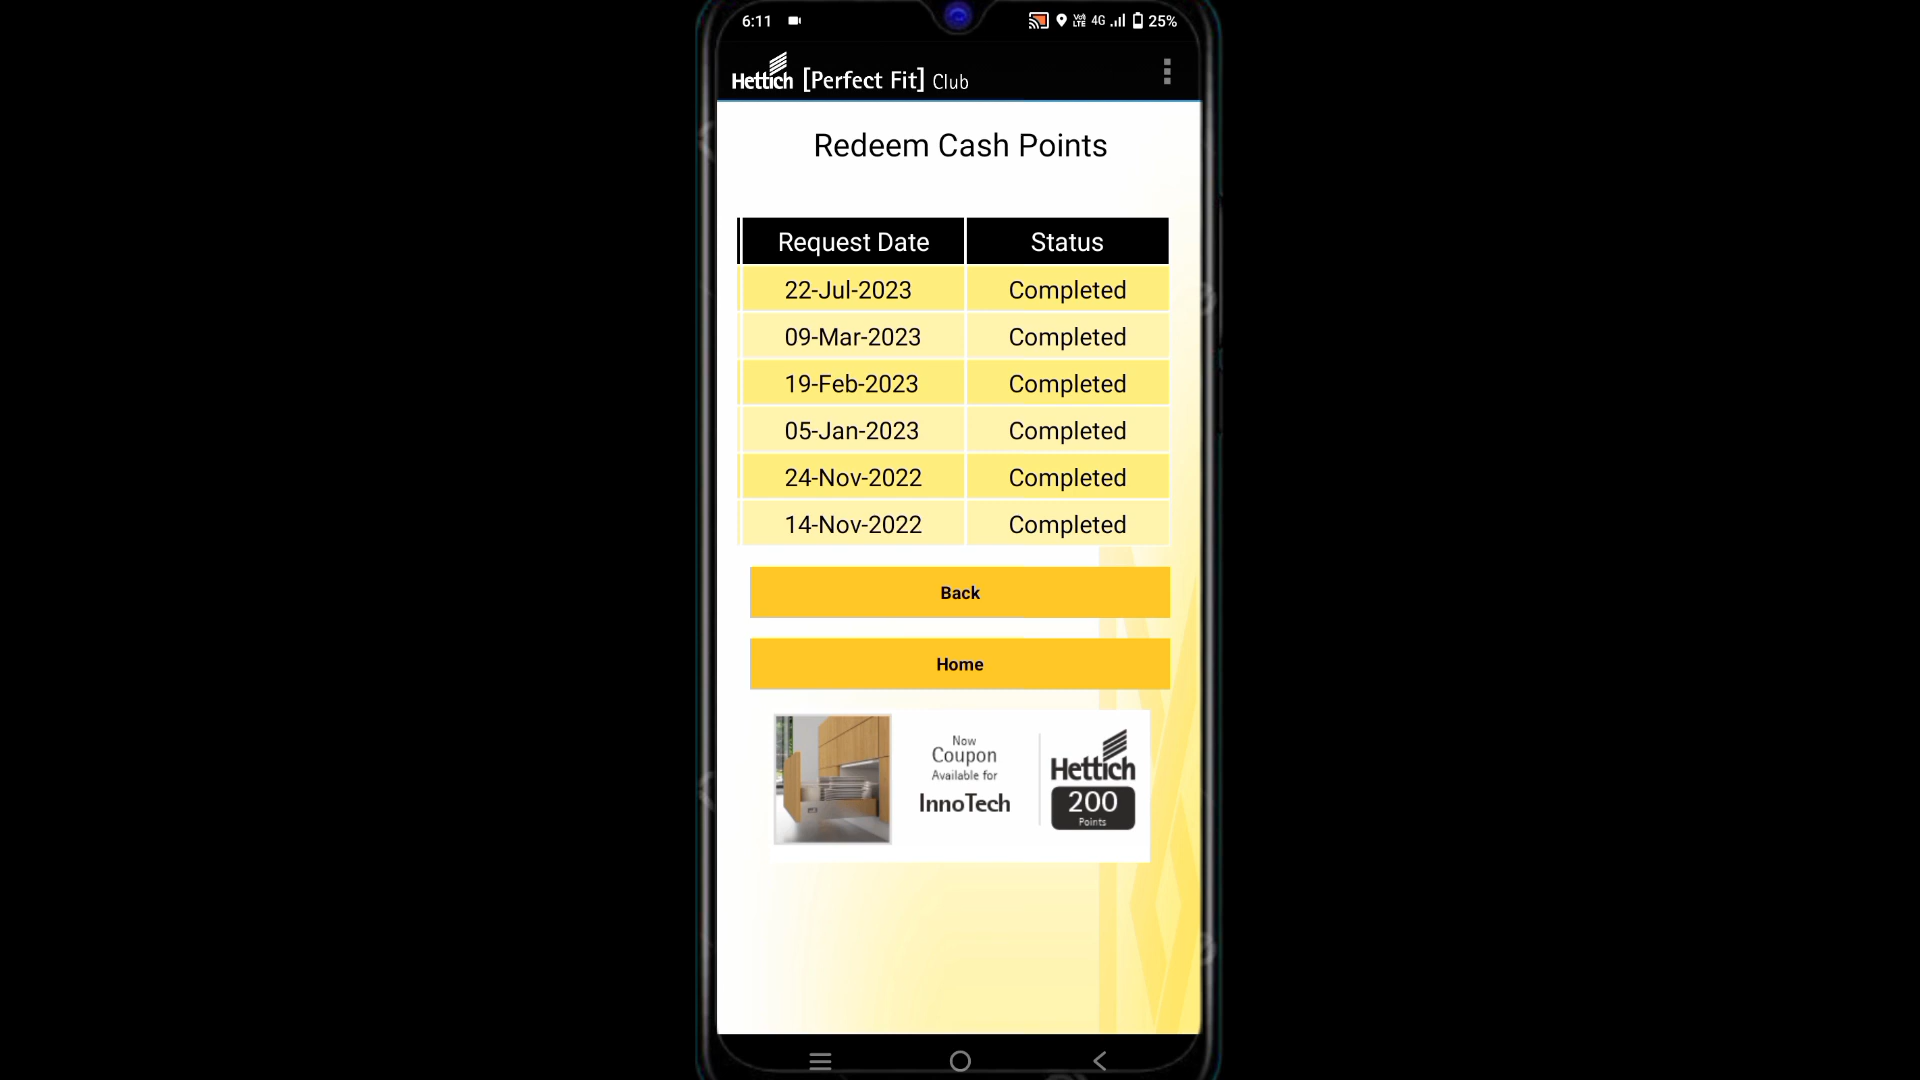 6:11 VoLTE 4G 25%
Hettich [Perfect Fit] Club
Redeem Cash Points
Request Date Status
22-Jul-2023 Completed
09-Mar-2023 Completed
19-Feb-2023 Completed
05-Jan-2023 Completed
24-Nov-2022 Completed
14-Nov-2022 Completed
Back
Home
Now
Coupon
Available for
InnoTech
Hettich
200
Points